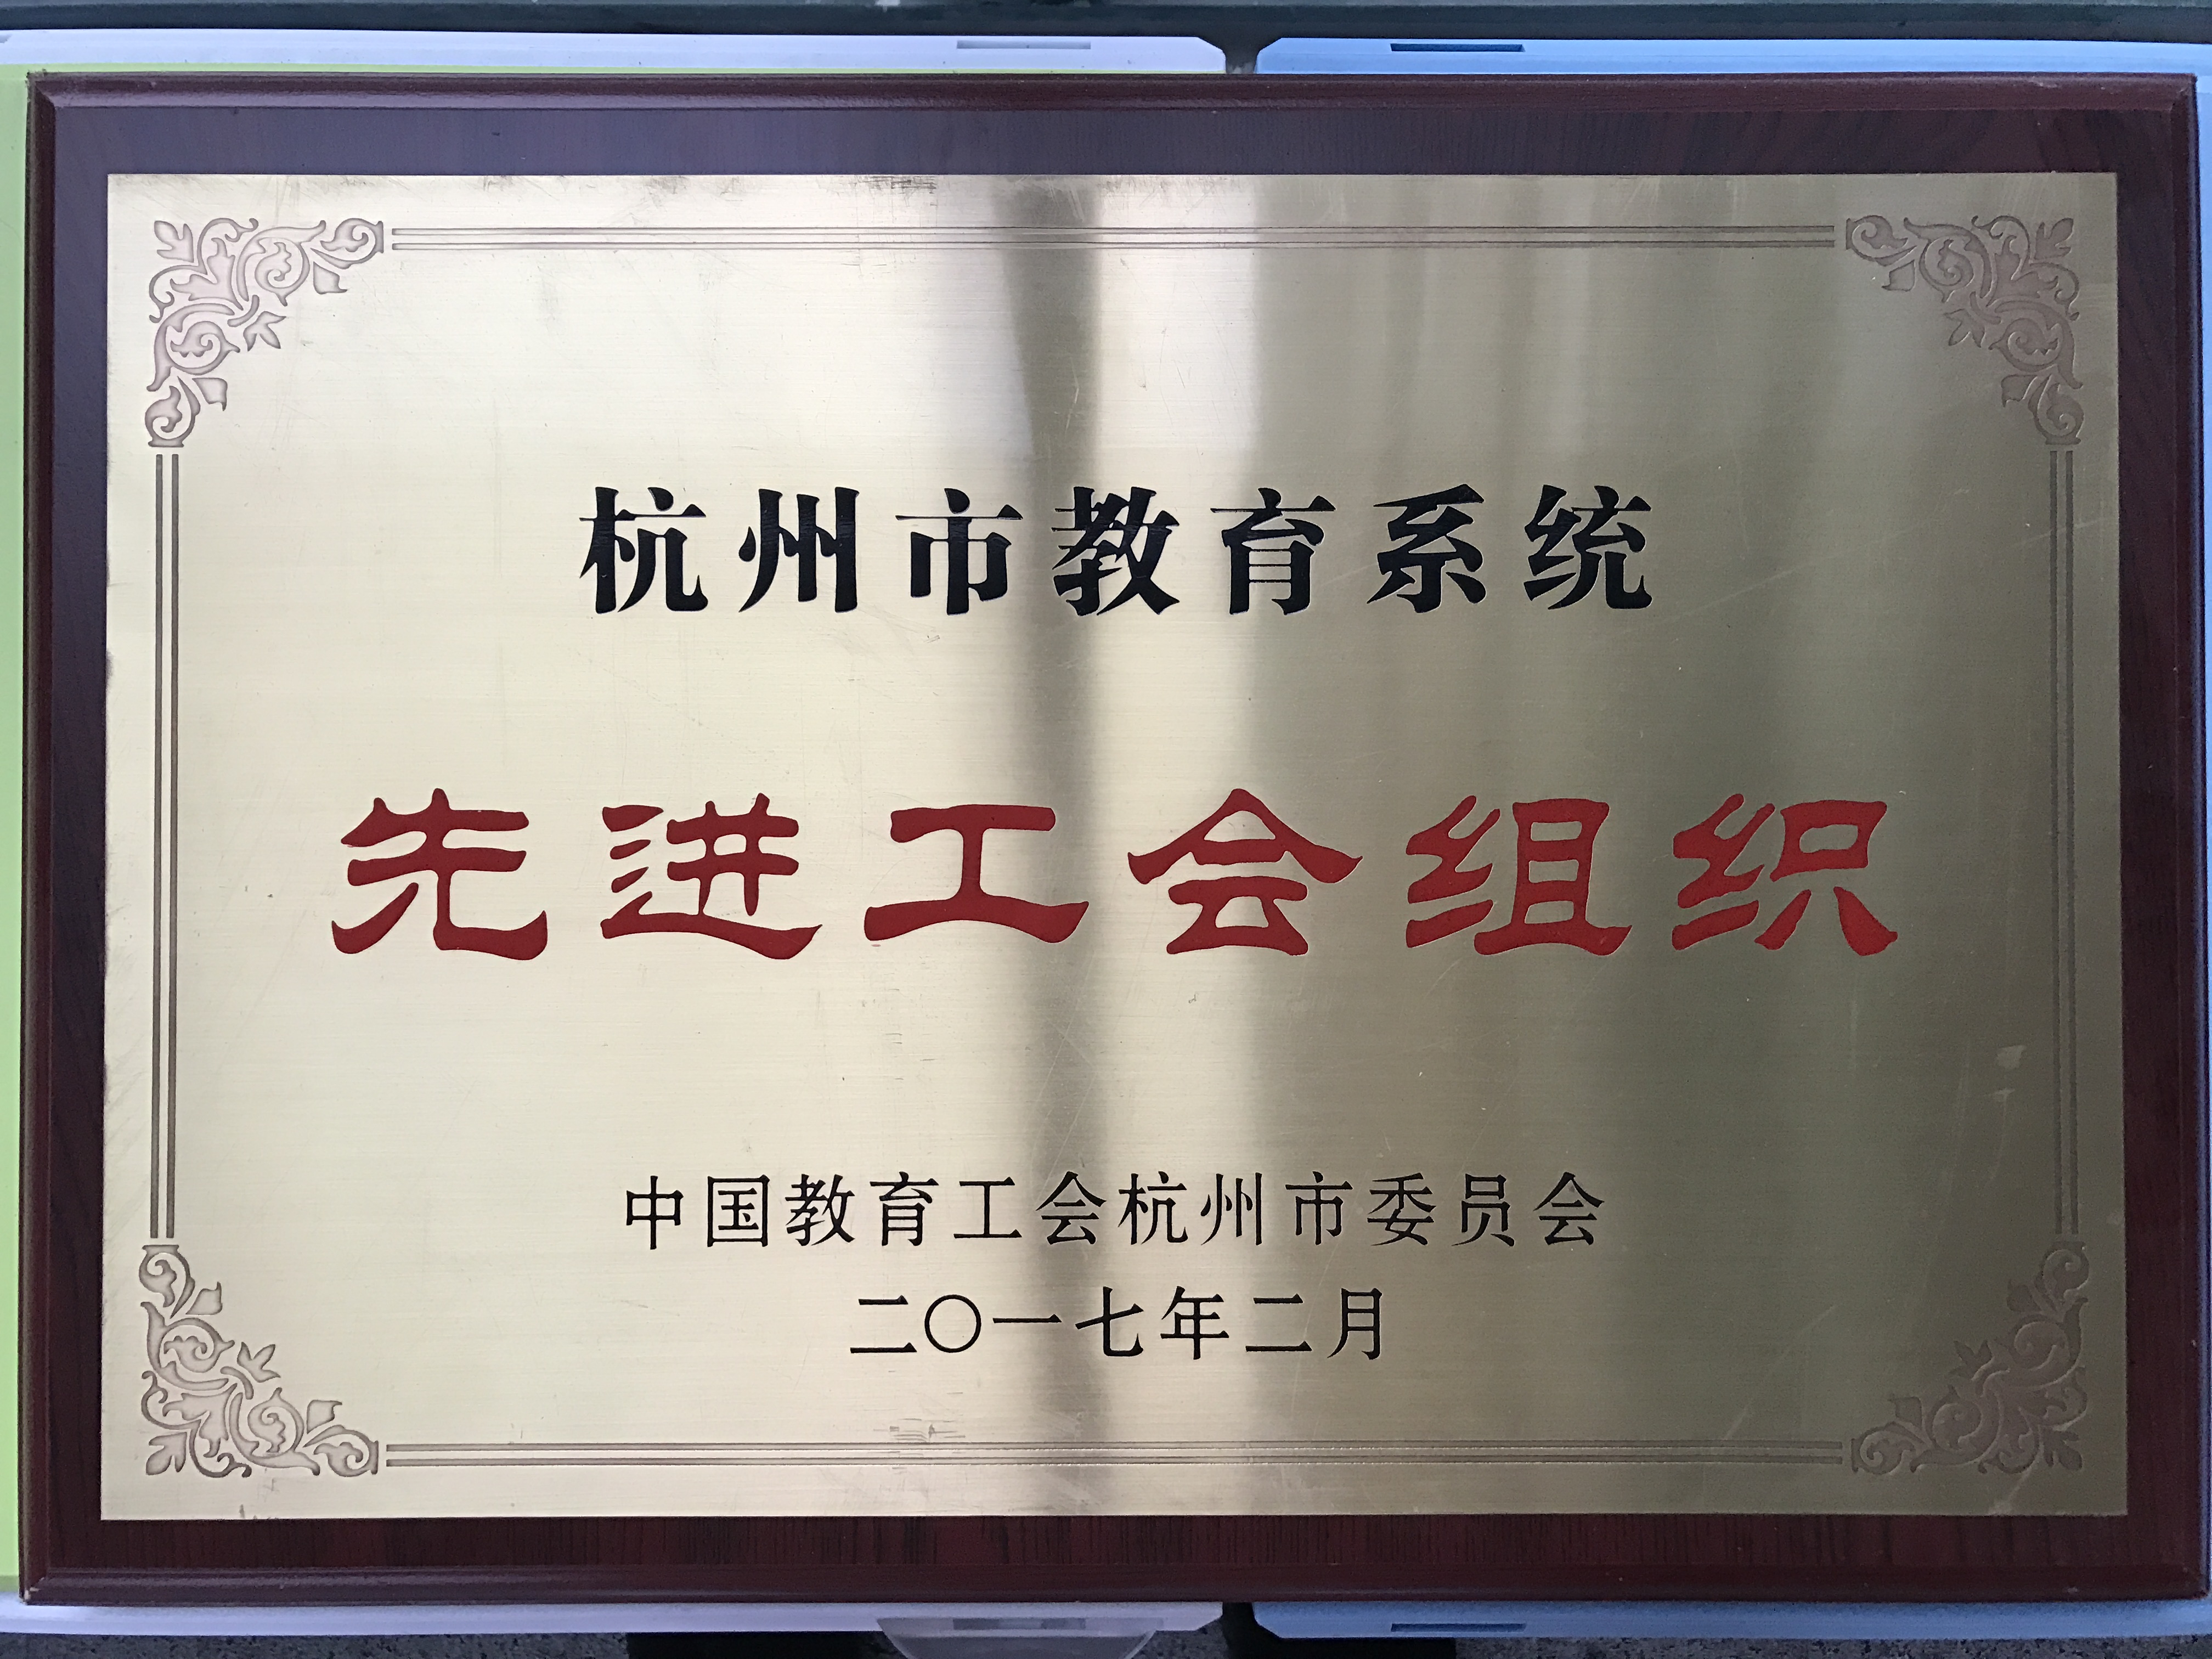 杭州市教育系统
先进工会组织
中国教育工会杭州市委员会
二〇一七年二月